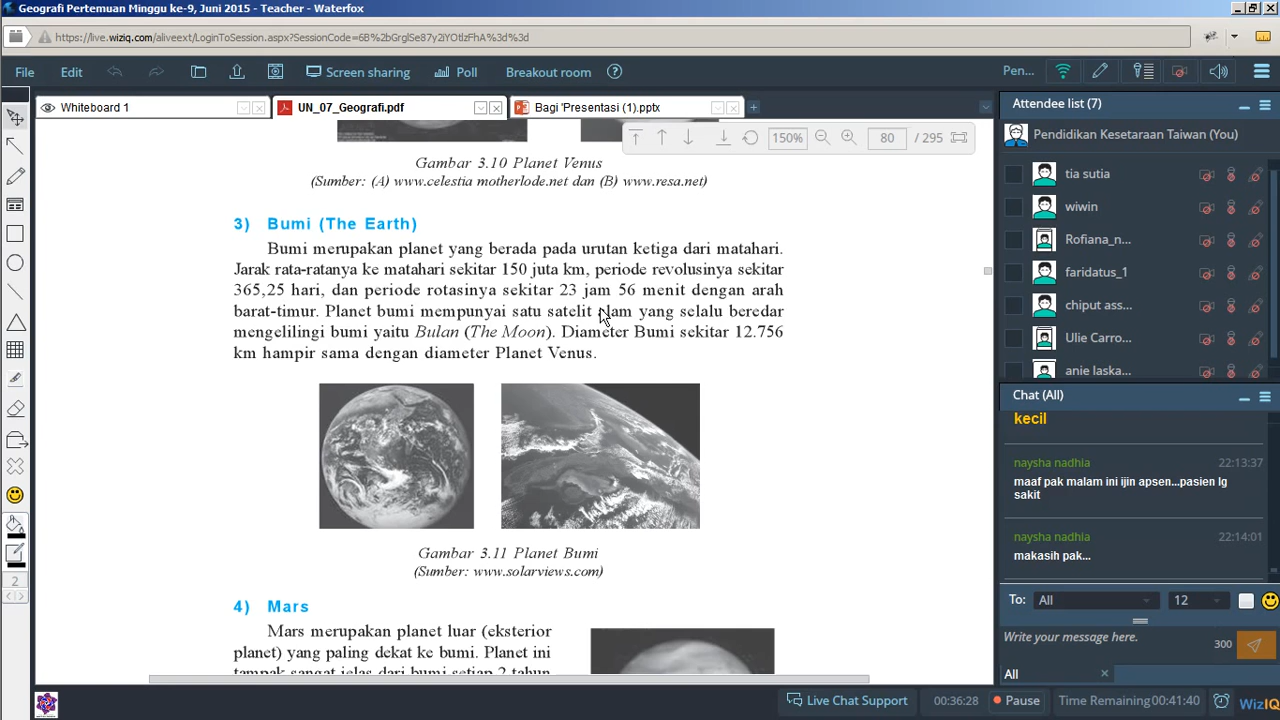 Geografi Pertemuan Minggu ke-9, Juni 2015 - Teacher - Waterfox
https://live.wiziq.com/aliveext/LoginToSession.aspx?SessionCode=6B%2bGrglSe87y2iYOtlzFhA%3d%3d
File Edit Screen sharing Poll Breakout room Pen...
Whiteboard 1 UN_07_Geografi.pdf Bagi 'Presentasi (1).pptx
150% 80 / 295
Gambar 3.10 Planet Venus
(Sumber: (A) www.celestia motherlode.net dan (B) www.resa.net)
3) Bumi (The Earth)
Bumi merupakan planet yang berada pada urutan ketiga dari matahari.
Jarak rata-ratanya ke matahari sekitar 150 juta km, periode revolusinya sekitar
365,25 hari, dan periode rotasinya sekitar 23 jam 56 menit dengan arah
barat-timur. Planet bumi mempunyai satu satelit alam yang selalu beredar
mengelilingi bumi yaitu Bulan (The Moon). Diameter Bumi sekitar 12.756
km hampir sama dengan diameter Planet Venus.
Gambar 3.11 Planet Bumi
(Sumber: www.solarviews.com)
4) Mars
Mars merupakan planet luar (eksterior
planet) yang paling dekat ke bumi. Planet ini
tampak sangat jelas dari bumi setiap 2 tahun
2
Attendee list (7)
Pendidikan Kesetaraan Taiwan (You)
tia sutia
wiwin
Rofiana_n...
faridatus_1
chiput ass...
Ulie Carro...
anie laska...
Chat (All)
kecil
naysha nadhia 22:13:37
maaf pak malam ini ijin apsen...pasien lg
sakit
naysha nadhia 22:14:01
makasih pak...
To: All 12
Write your message here. 300
All
Live Chat Support 00:36:28 Pause Time Remaining 00:41:40 WizIQ